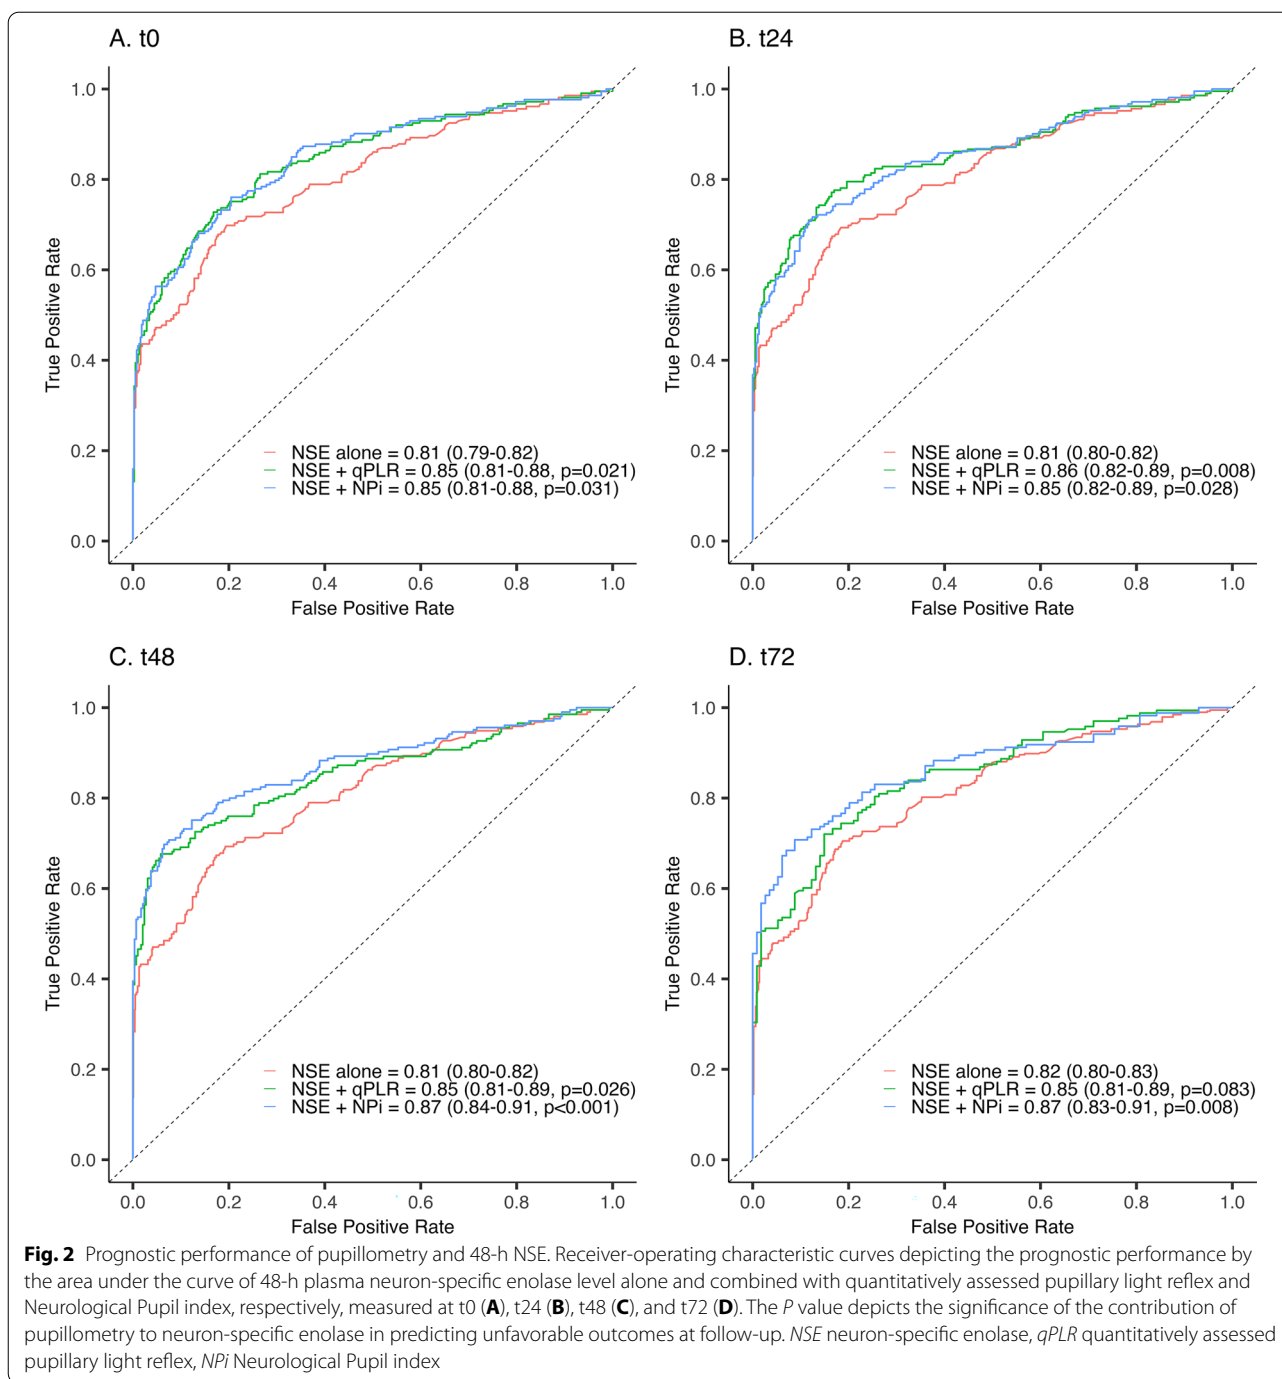 A. t0
1.0
0.8
0.6
0.4
0.2
0.0
True Positive Rate
NSE alone = 0.81 (0.79-0.82)
NSE + qPLR = 0.85 (0.81-0.88, p=0.021)
NSE + NPi = 0.85 (0.81-0.88, p=0.031)
0.0 0.2 0.4 0.6 0.8 1.0
False Positive Rate
B. t24
1.0
0.8
0.6
0.4
0.2
0.0
True Positive Rate
NSE alone = 0.81 (0.80-0.82)
NSE + qPLR = 0.86 (0.82-0.89, p=0.008)
NSE + NPi = 0.85 (0.82-0.89, p=0.028)
0.0 0.2 0.4 0.6 0.8 1.0
False Positive Rate
C. t48
1.0
0.8
0.6
0.4
0.2
0.0
True Positive Rate
NSE alone = 0.81 (0.80-0.82)
NSE + qPLR = 0.85 (0.81-0.89, p=0.026)
NSE + NPi = 0.87 (0.84-0.91, p<0.001)
0.0 0.2 0.4 0.6 0.8 1.0
False Positive Rate
D. t72
1.0
0.8
0.6
0.4
0.2
0.0
True Positive Rate
NSE alone = 0.82 (0.80-0.83)
NSE + qPLR = 0.85 (0.81-0.89, p=0.083)
NSE + NPi = 0.87 (0.83-0.91, p=0.008)
0.0 0.2 0.4 0.6 0.8 1.0
False Positive Rate
Fig. 2 Prognostic performance of pupillometry and 48-h NSE. Receiver-operating characteristic curves depicting the prognostic performance by
the area under the curve of 48-h plasma neuron-specific enolase level alone and combined with quantitatively assessed pupillary light reflex and
Neurological Pupil index, respectively, measured at t0 (A), t24 (B), t48 (C), and t72 (D). The P value depicts the significance of the contribution of
pupillometry to neuron-specific enolase in predicting unfavorable outcomes at follow-up. NSE neuron-specific enolase, qPLR quantitatively assessed
pupillary light reflex, NPi Neurological Pupil index